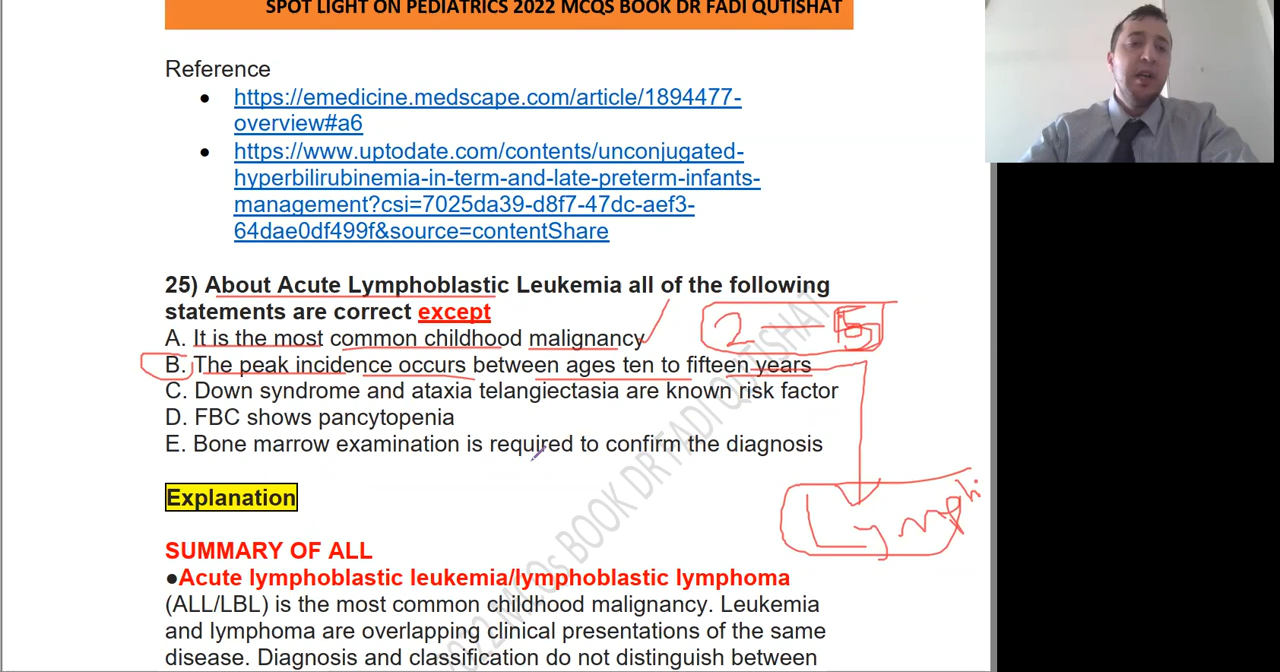 SPOT LIGHT ON PEDIATRICS 2022 MCQS BOOK DR FADI QUTISHAT
Reference
• https://emedicine.medscape.com/article/1894477-
overview#a6
• https://www.uptodate.com/contents/unconjugated-
hyperbilirubinemia-in-term-and-late-preterm-infants-
management?csi=7025da39-d8f7-47dc-aef3-
64dae0df499f&source=contentShare
25) About Acute Lymphoblastic Leukemia all of the following
statements are correct except
A. It is the most common childhood malignancy
2 — 5
B. The peak incidence occurs between ages ten to fifteen years
C. Down syndrome and ataxia telangiectasia are known risk factor
D. FBC shows pancytopenia
E. Bone marrow examination is required to confirm the diagnosis
Explanation
SUMMARY OF ALL
●Acute lymphoblastic leukemia/lymphoblastic lymphoma
(ALL/LBL) is the most common childhood malignancy. Leukemia
and lymphoma are overlapping clinical presentations of the same
disease. Diagnosis and classification do not distinguish between
2022 MCQs BOOK DR FADI QUTISHAT